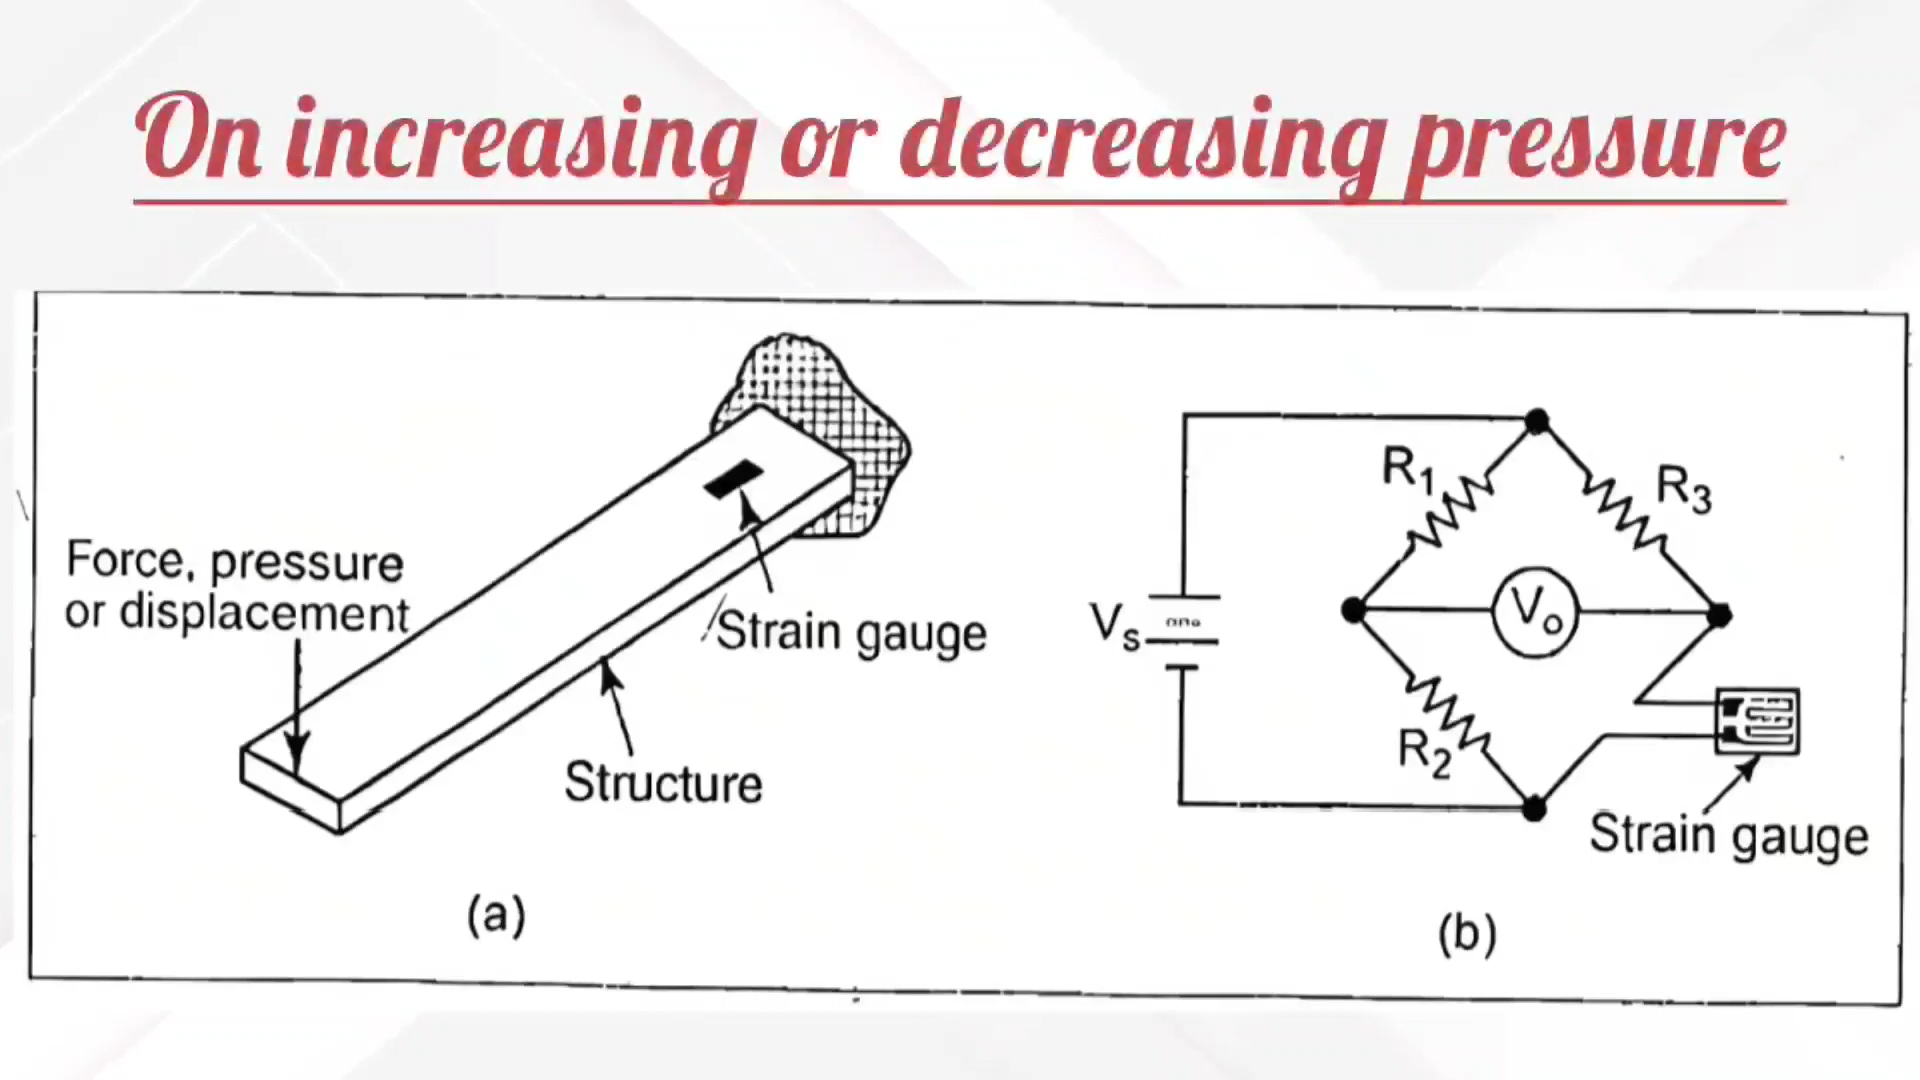 On increasing or decreasing pressure
Force, pressure
or displacement
Strain gauge
Structure
(a)
R1
R3
Vs
Vo
R2
Strain gauge
(b)